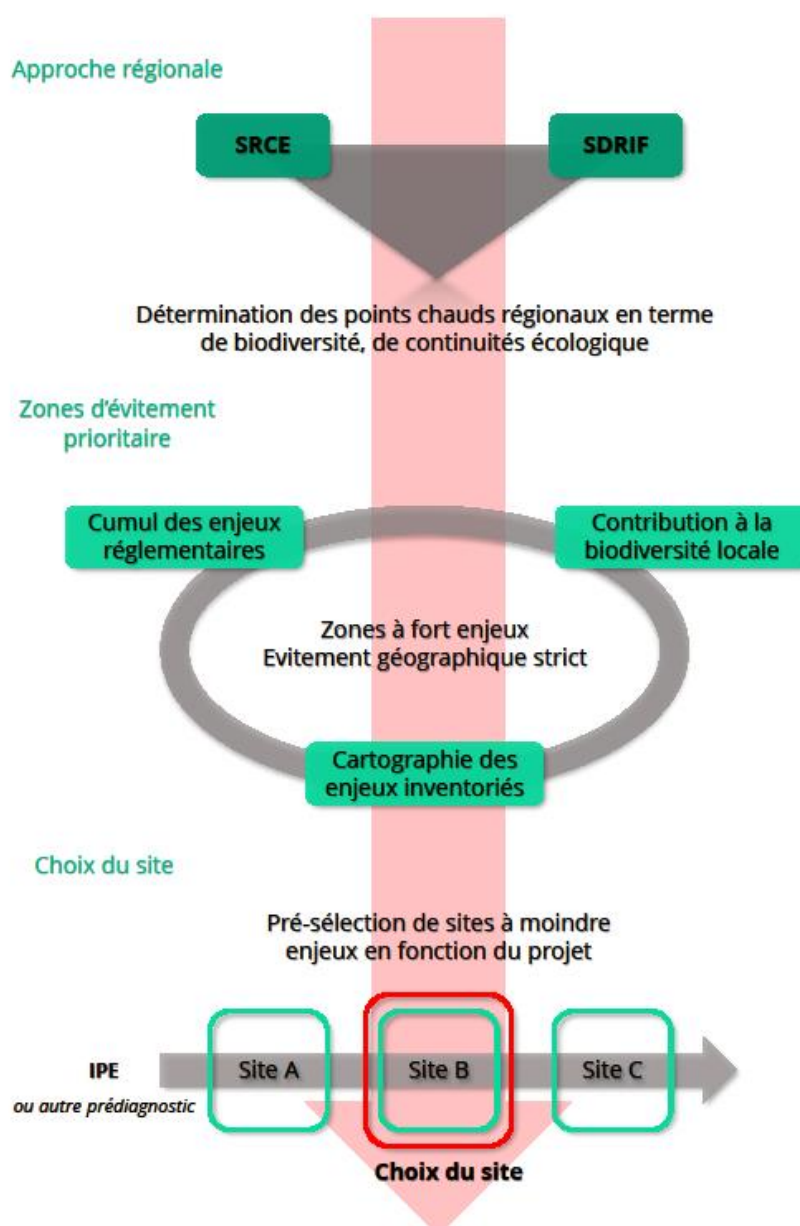 Approche régionale
SRCE
SDRIF
Détermination des points chauds régionaux en terme
de biodiversité, de continuités écologique
Zones d'évitement
prioritaire
Cumul des enjeux
réglementaires
Contribution à la
biodiversité locale
Zones à fort enjeux
Evitement géographique strict
Cartographie des
enjeux inventoriés
Choix du site
Pré-sélection de sites à moindre
enjeux en fonction du projet
IPE
ou autre prédiagnostic
Site A
Site B
Site C
Choix du site